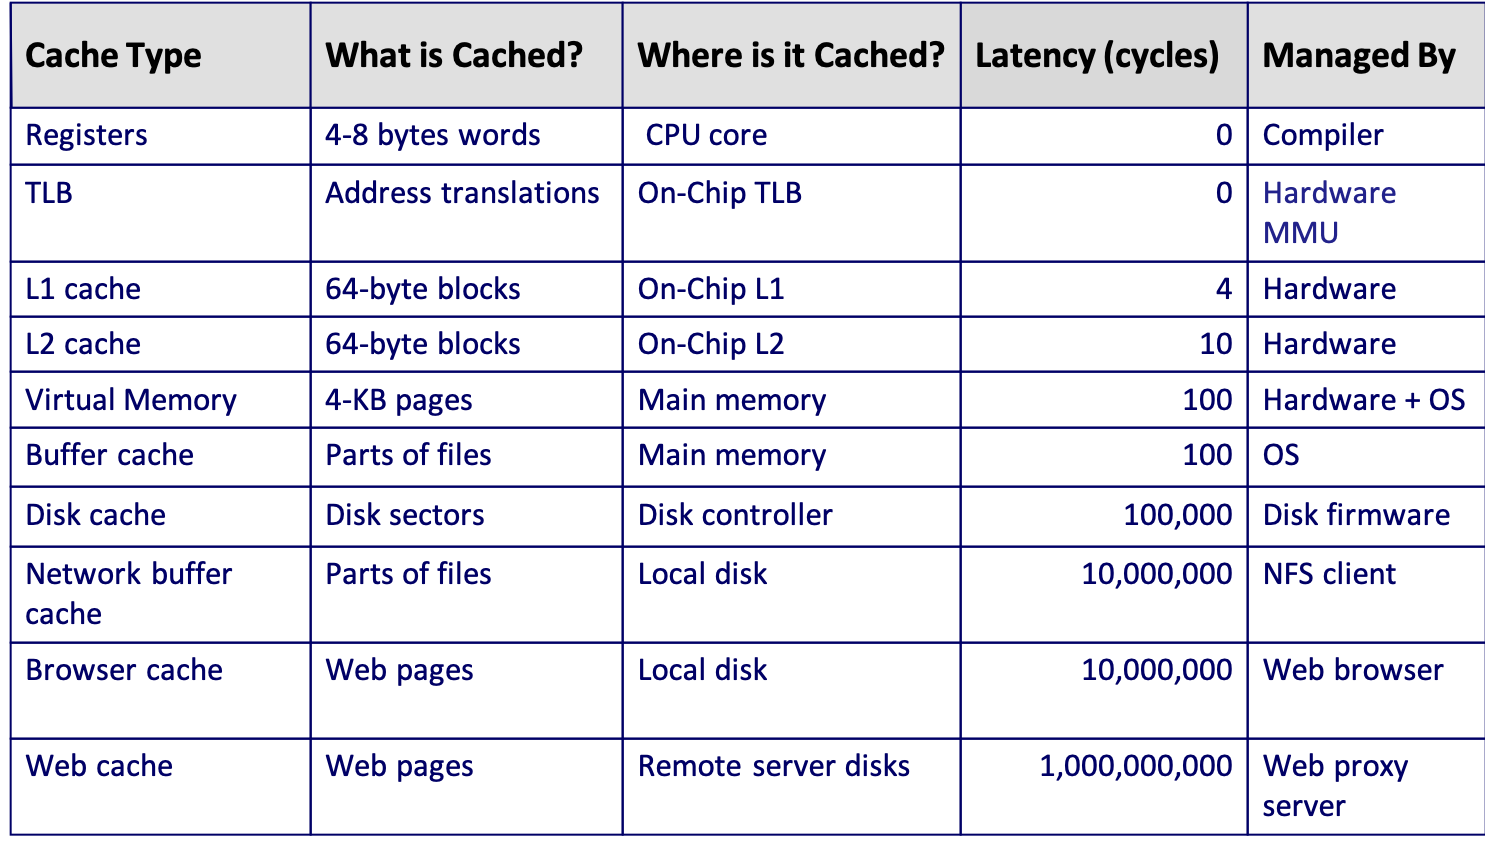 Cache Type What is Cached? Where is it Cached? Latency (cycles) Managed By
Registers 4-8 bytes words CPU core 0 Compiler
TLB Address translations On-Chip TLB 0 Hardware
MMU
L1 cache 64-byte blocks On-Chip L1 4 Hardware
L2 cache 64-byte blocks On-Chip L2 10 Hardware
Virtual Memory 4-KB pages Main memory 100 Hardware + OS
Buffer cache Parts of files Main memory 100 OS
Disk cache Disk sectors Disk controller 100,000 Disk firmware
Network buffer Parts of files Local disk 10,000,000 NFS client
cache
Browser cache Web pages Local disk 10,000,000 Web browser
Web cache Web pages Remote server disks 1,000,000,000 Web proxy
server